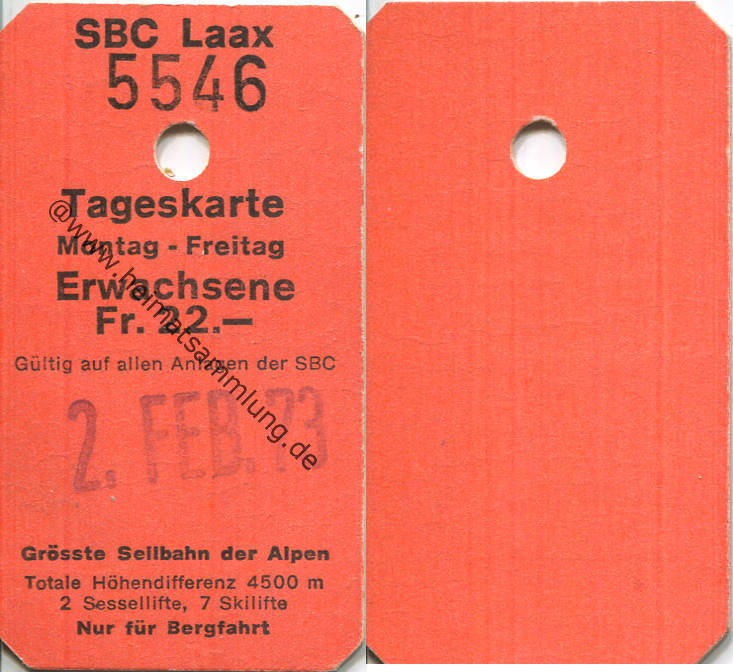 SBC Laax
5546
Tageskarte
Montag - Freitag
Erwachsene
Fr. 22.—
Gültig auf allen Anlagen der SBC
2. FEB. 73
Grösste Seilbahn der Alpen
Totale Höhendifferenz 4500 m
2 Sessellifte, 7 Skilifte
Nur für Bergfahrt
@www.heimatsammlung.de